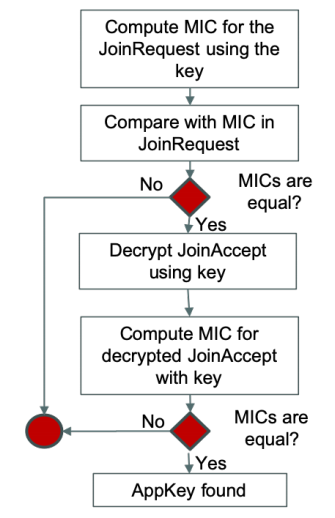 Compute MIC for the
JoinRequest using the
key
Compare with MIC in
JoinRequest
No
MICs are
equal?
Yes
Decrypt JoinAccept
using key
Compute MIC for
decrypted JoinAccept
with key
No
MICs are
equal?
Yes
AppKey found